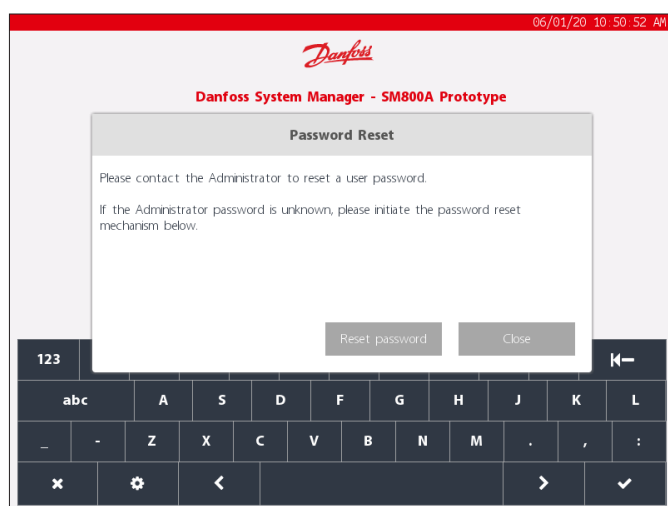 06/01/20 10:50:52 AM
Danfoss
Danfoss System Manager - SM800A Prototype
Password Reset
Please contact the Administrator to reset a user password.
If the Administrator password is unknown, please initiate the password reset
mechanism below.
Reset password Close
123
abc A S D F G H J K L
_ - Z X C V B N M . , :